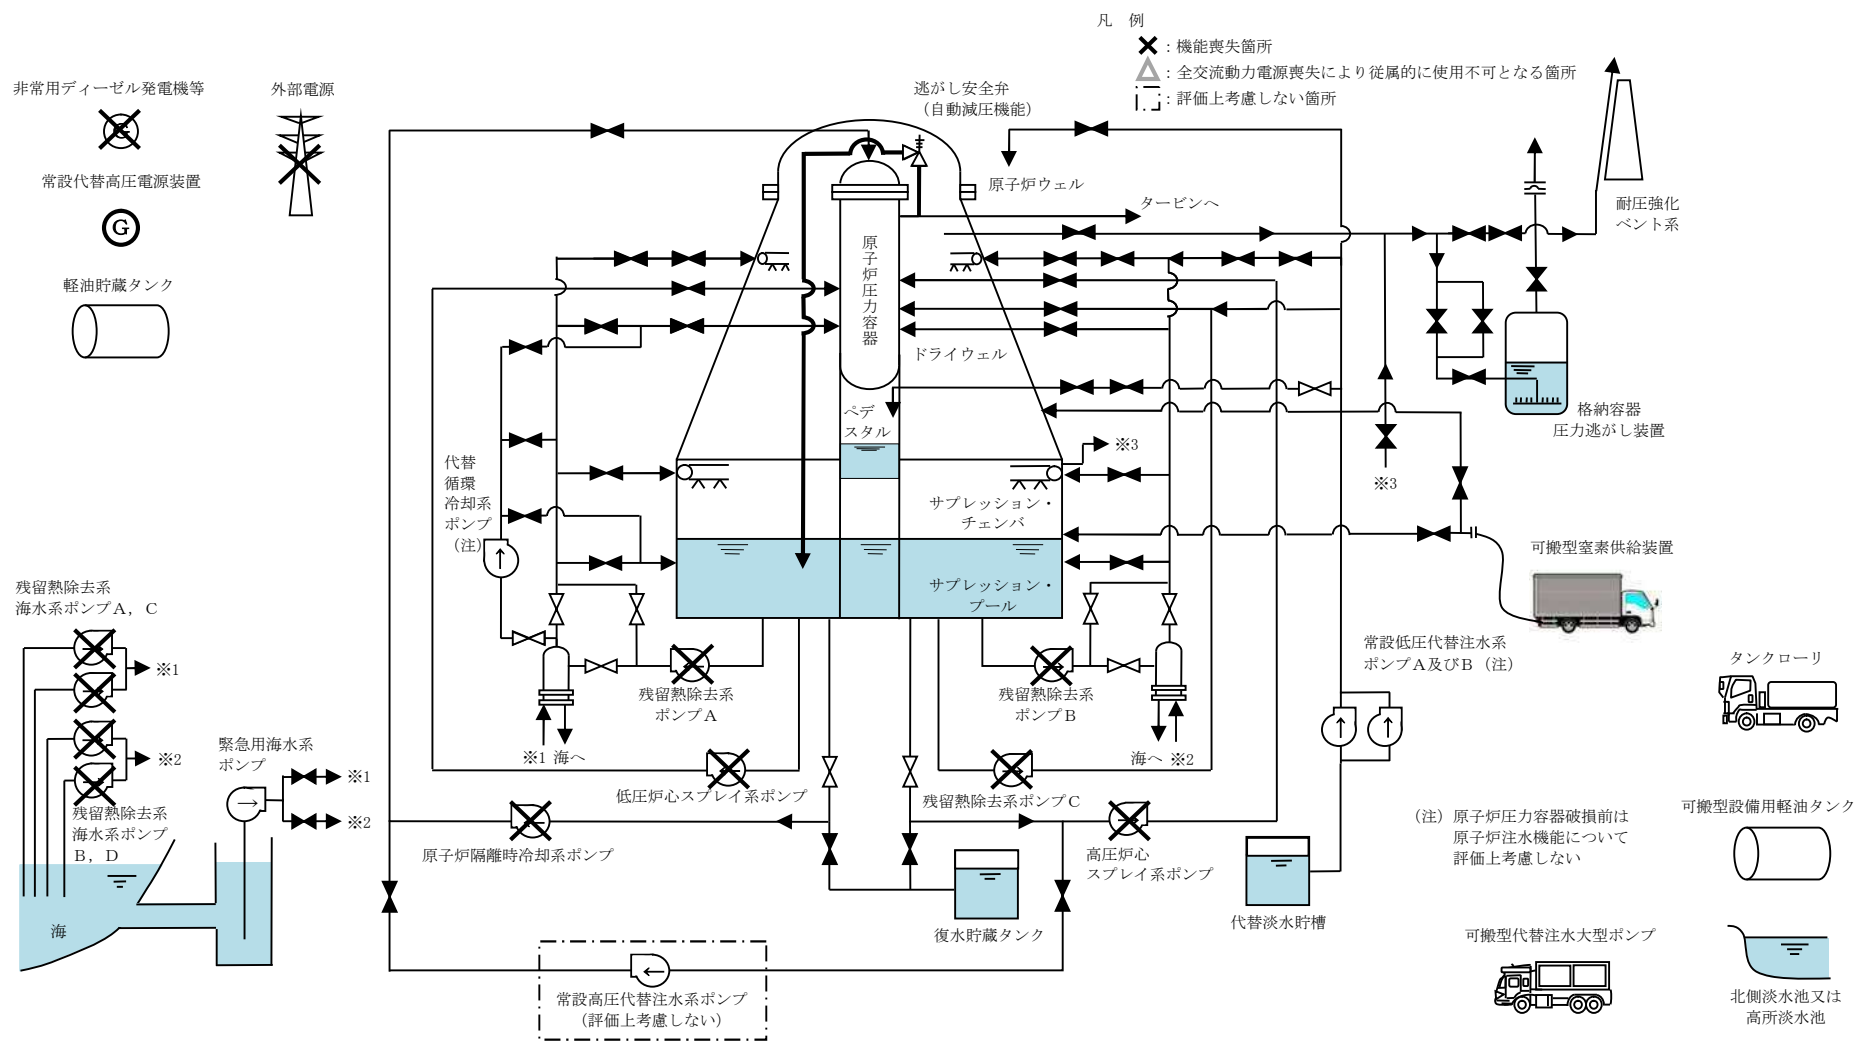 凡 例
：機能喪失箇所
：全交流動力電源喪失により従属的に使用不可となる箇所
：評価上考慮しない箇所
非常用ディーゼル発電機等
外部電源
G
常設代替高圧電源装置
G
軽油貯蔵タンク
逃がし安全弁
（自動減圧機能）
原子炉ウェル
タービンへ
耐圧強化
ベント系
原子炉圧力容器
ドライウェル
ペデ
スタル
格納容器
圧力逃がし装置
※3
※3
代替
循環
冷却系
ポンプ
（注）
サプレッション・
チェンバ
サプレッション・
プール
可搬型窒素供給装置
残留熱除去系
海水系ポンプＡ，Ｃ
※1
※2
残留熱除去系
海水系ポンプ
Ｂ，Ｄ
海
緊急用海水系
ポンプ
※1
※2
残留熱除去系
ポンプＡ
※1 海へ
残留熱除去系
ポンプＢ
海へ ※2
常設低圧代替注水系
ポンプＡ及びＢ（注）
タンクローリ
低圧炉心スプレイ系ポンプ
残留熱除去系ポンプＣ
原子炉隔離時冷却系ポンプ
高圧炉心
スプレイ系ポンプ
（注）原子炉圧力容器破損前は
原子炉注水機能について
評価上考慮しない
可搬型設備用軽油タンク
復水貯蔵タンク
代替淡水貯槽
可搬型代替注水大型ポンプ
常設高圧代替注水系ポンプ
（評価上考慮しない）
北側淡水池又は
高所淡水池